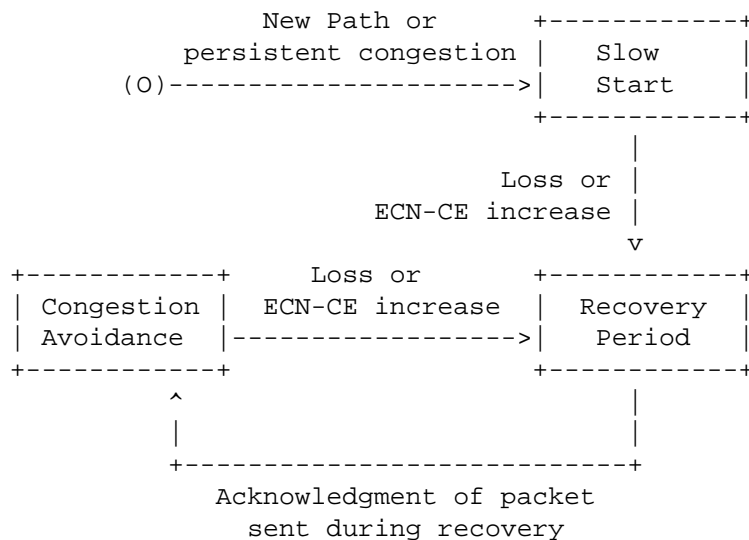 New Path or      +------------+
persistent congestion |   Slow     |
(O)---------------------->|   Start    |
+------------+
|
Loss or |
ECN-CE increase |
v
+------------+     Loss or       +------------+
| Congestion |  ECN-CE increase  |  Recovery  |
| Avoidance  |------------------>|   Period   |
+------------+                   +------------+
^                            |
|                            |
+----------------------------+
Acknowledgment of packet
sent during recovery